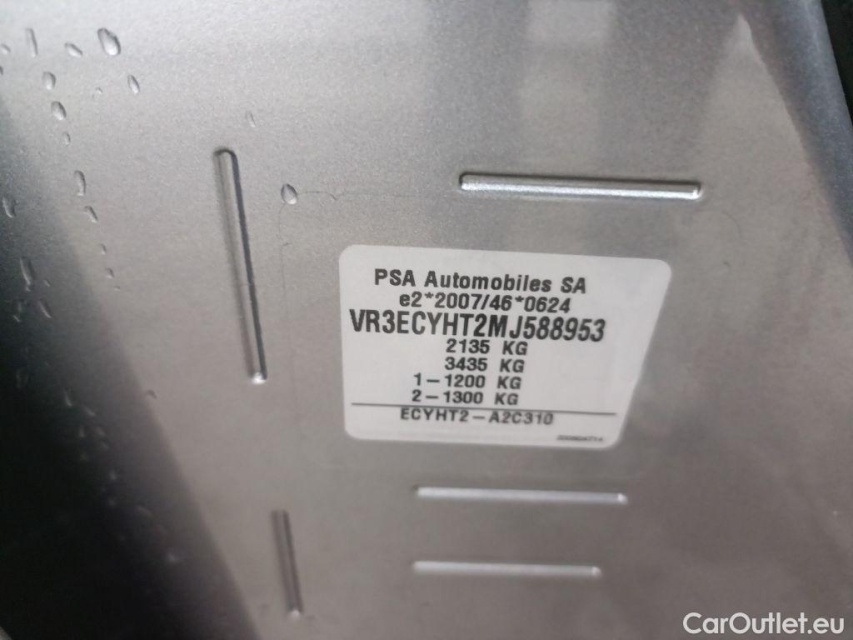 PSA Automobiles SA
e2*2007/46*0624
VR3ECYHT2MJ588953
2135 KG
3435 KG
1-1200 KG
2-1300 KG
ECYHT2-A2C310
CarOutlet.eu